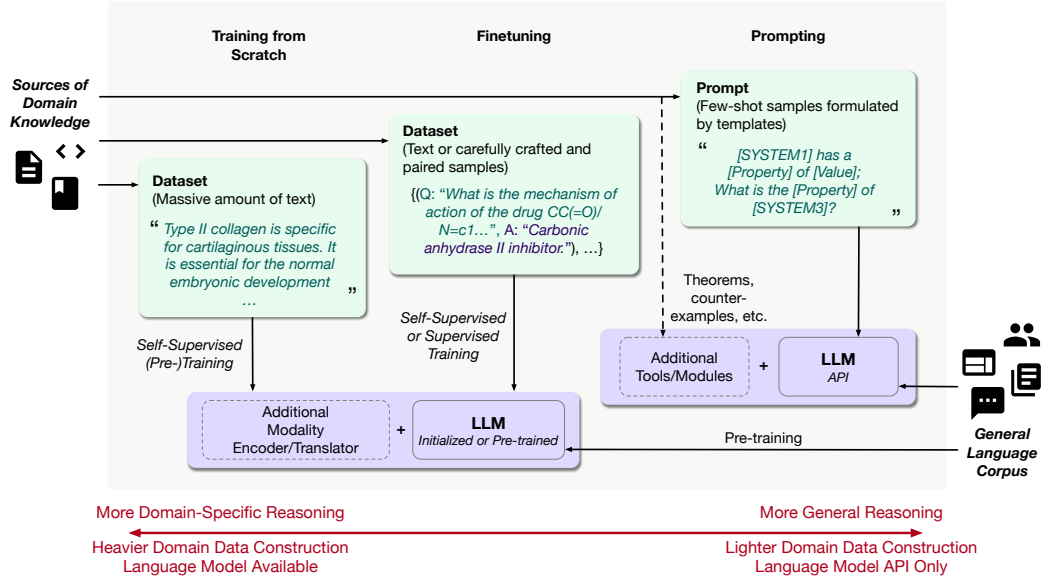 Training from
Scratch
Finetuning
Prompting
Sources of
Domain
Knowledge
Prompt
(Few-shot samples formulated
by templates)
“ [SYSTEM1] has a
[Property] of [Value];
What is the [Property] of
[SYSTEM3]? ”
Dataset
(Text or carefully crafted and
paired samples)
{(Q: “What is the mechanism of
action of the drug CC(=O)/
N=c1…”, A: “Carbonic
anhydrase II inhibitor.”), …}
Dataset
(Massive amount of text)
“ Type II collagen is specific
for cartilaginous tissues. It
is essential for the normal
embryonic development
… ”
Theorems,
counter-
examples, etc.
Self-Supervised
(Pre-)Training
Self-Supervised
or Supervised
Training
Additional
Tools/Modules
+
LLM
API
Additional
Modality
Encoder/Translator
+
LLM
Initialized or Pre-trained
Pre-training
General
Language
Corpus
More Domain-Specific Reasoning
More General Reasoning
Heavier Domain Data Construction
Language Model Available
Lighter Domain Data Construction
Language Model API Only